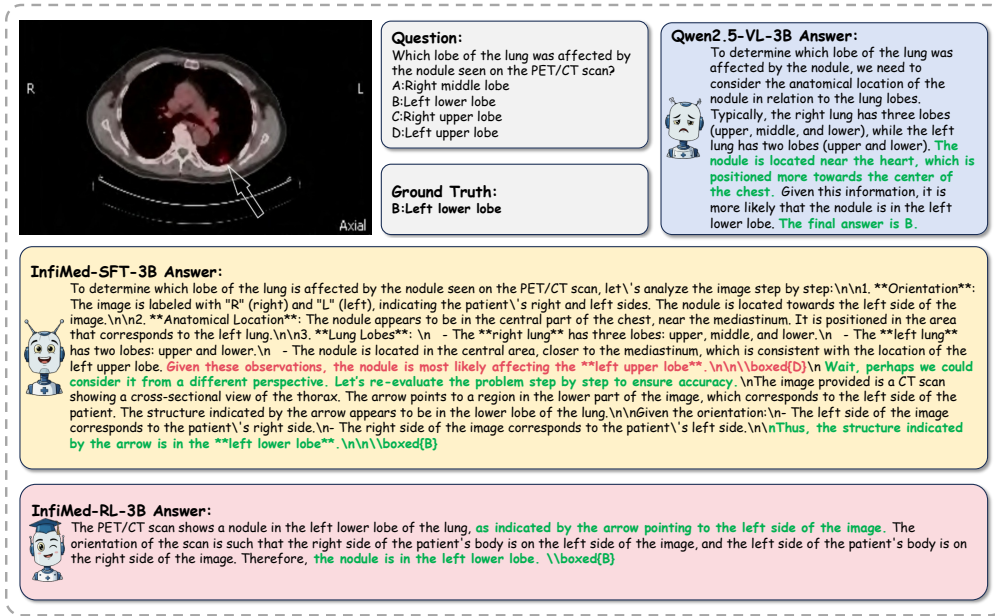 R
L
Axial
Question:
Which lobe of the lung was affected by
the nodule seen on the PET/CT scan?
A:Right middle lobe
B:Left lower lobe
C:Right upper lobe
D:Left upper lobe
Ground Truth:
B:Left lower lobe
Qwen2.5-VL-3B Answer:
To determine which lobe of the lung was
affected by the nodule, we need to
consider the anatomical location of the
nodule in relation to the lung lobes.
Typically, the right lung has three lobes
(upper, middle, and lower), while the left
lung has two lobes (upper and lower). The
nodule is located near the heart, which is
positioned more towards the center of
the chest. Given this information, it is
more likely that the nodule is in the left
lower lobe. The final answer is B.
InfiMed-SFT-3B Answer:
To determine which lobe of the lung is affected by the nodule seen on the PET/CT scan, let\'s analyze the image step by step:\n\n1. **Orientation**:
The image is labeled with "R" (right) and "L" (left), indicating the patient\'s right and left sides. The nodule is located towards the left side of the
image.\n\n2. **Anatomical Location**: The nodule appears to be in the central part of the chest, near the mediastinum. It is positioned in the area
that corresponds to the left lung.\n\n3. **Lung Lobes**: \n   - The **right lung** has three lobes: upper, middle, and lower.\n   - The **left lung**
has two lobes: upper and lower.\n   - The nodule is located in the central area, closer to the mediastinum, which is consistent with the location of the
left upper lobe. Given these observations, the nodule is most likely affecting the **left upper lobe**.\n\n\\boxed{D}\n Wait, perhaps we could
consider it from a different perspective. Let's re-evaluate the problem step by step to ensure accuracy.\nThe image provided is a CT scan
showing a cross-sectional view of the thorax. The arrow points to a region in the lower part of the image, which corresponds to the left side of the
patient. The structure indicated by the arrow appears to be in the lower lobe of the lung.\n\nGiven the orientation:\n- The left side of the image
corresponds to the patient\'s right side.\n- The right side of the image corresponds to the patient\'s left side.\n\nThus, the structure indicated
by the arrow is in the **left lower lobe**.\n\n\\boxed{B}
InfiMed-RL-3B Answer:
The PET/CT scan shows a nodule in the left lower lobe of the lung, as indicated by the arrow pointing to the left side of the image. The
orientation of the scan is such that the right side of the patient's body is on the left side of the image, and the left side of the patient's body is on
the right side of the image. Therefore, the nodule is in the left lower lobe. \\boxed{B}